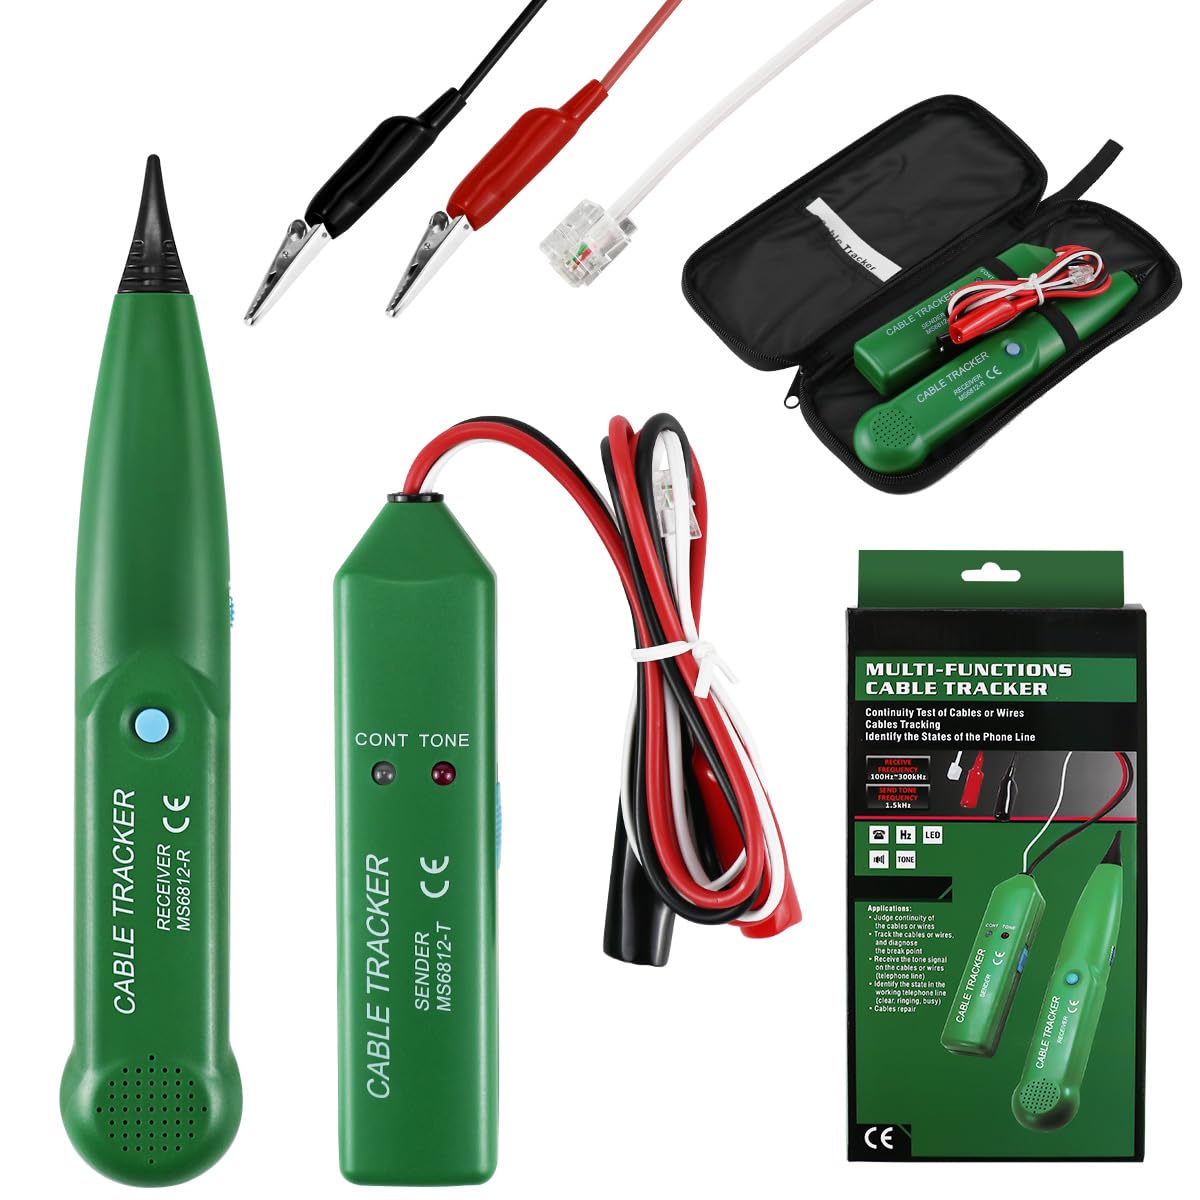 CABLE TRACKER
RECEIVER
MS6812-R
CE
CONT TONE
CABLE TRACKER
SENDER
MS6812-T
CE
Cable Tracker
CONT
CABLE TRACKER
SENDER
MS6812-
CABLE TRACKER
RECEIVER
MS6812-R
CE
MULTI-FUNCTIONS
CABLE TRACKER
Continuity Test of Cables or Wires
Cables Tracking
Identify the States of the Phone Line
RECEIVE
FREQUENCY
100Hz~300kHz
SEND TONE
FREQUENCY
1.5kHz
Hz
LED
TONE
Applications:
• Judge continuity of
the cables or wires
• Track the cables or wires,
and diagnose
the break point
• Receive the tone signal
on the cables or wires
(telephone line)
• Identify the state in the
working telephone line
(clear, ringing, busy)
• Cables repair
CONT TONE
CABLE TRACKER
SENDER
CE
CABLE TRACKER
RECEIVER
CE
CE